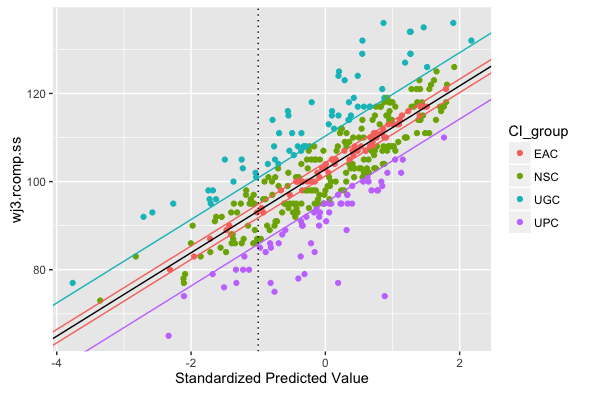 120
100
80
wj3.rcomp.ss
-4
-2
0
2
Standardized Predicted Value
CI_group
EAC
NSC
UGC
UPC